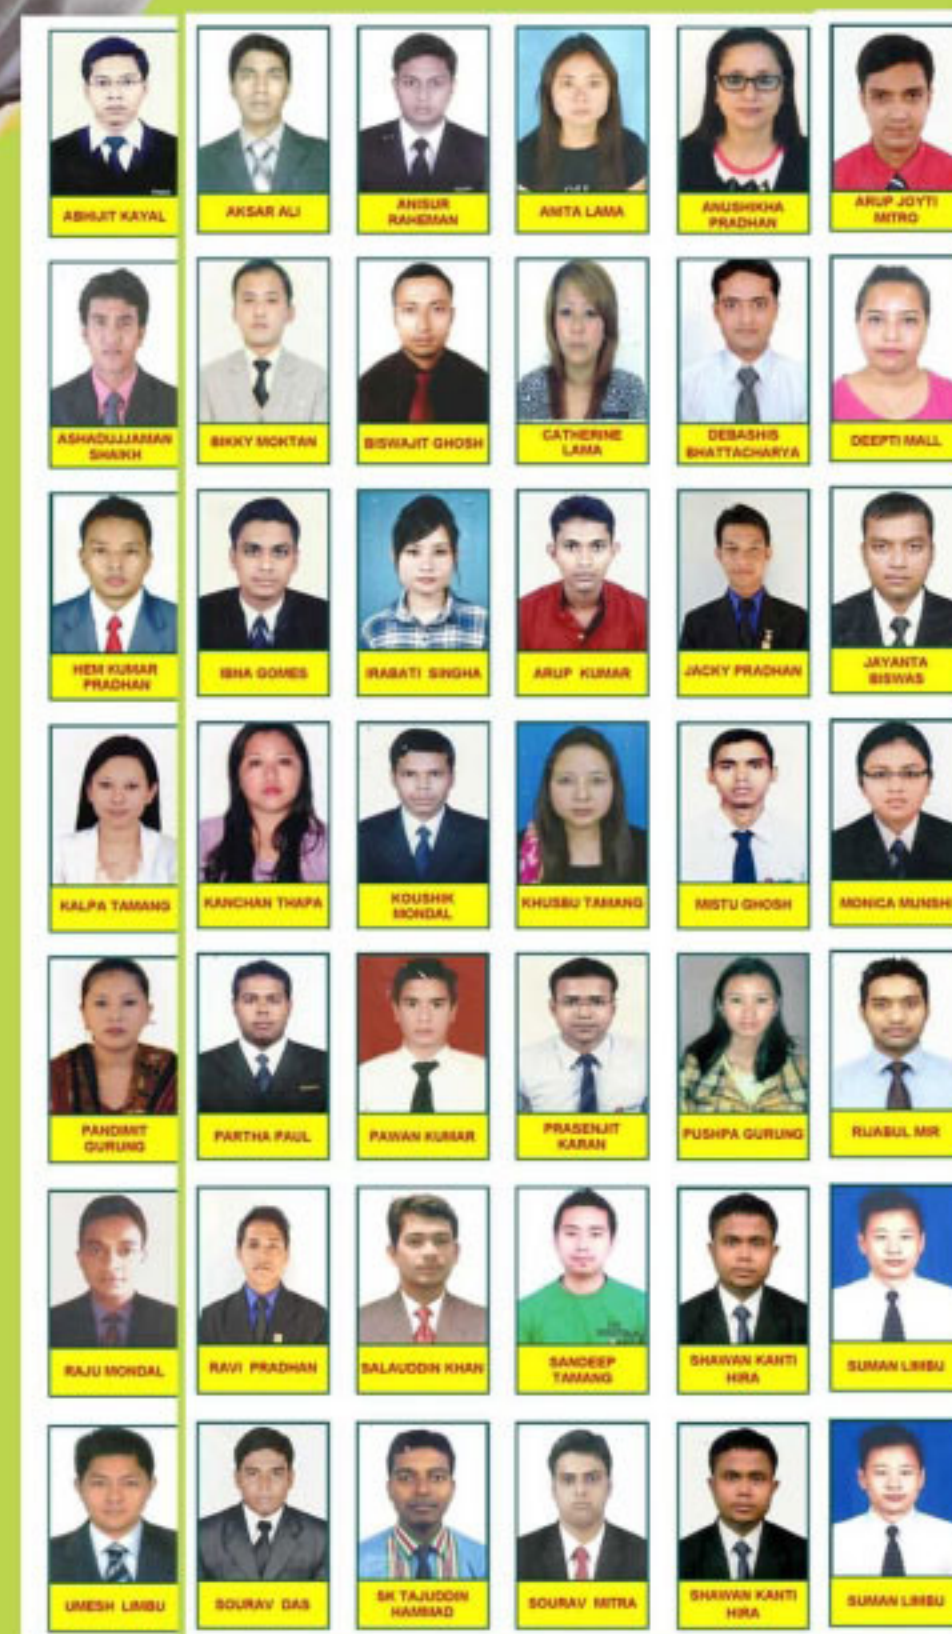 ABHIJIT KAYAL
AKSAR ALI
ANISUR
RAHEMAN
ANITA LAMA
ANUSHIKHA
PRADHAN
ARUP JOYTI
MITRO
ASHADUJJAMAN
SHAIKH
BIKKY MOKTAN
BISWAJIT GHOSH
CATHERINE
LAMA
DEBASHIS
BHATTACHARYA
DEEPTI MALL
HEM KUMAR
PRADHAN
IBHA GOMES
IRABATI SINGHA
ARUP KUMAR
JACKY PRADHAN
JAYANTA
BISWAS
KALPA TAMANG
KANCHAN THAPA
KOUSHIK
MONDAL
KHUSBU TAMANG
MISTU GHOSH
MONICA MUNSHI
PANDIMIT
GURUNG
PARTHA PAUL
PAWAN KUMAR
PRASENJIT
KARAN
PUSHPA GURUNG
RIJABUL MIR
RAJU MONDAL
RAVI PRADHAN
SALAUDDIN KHAN
SANDEEP
TAMANG
SHAWAN KANTI
HIRA
SUMAN LIMBU
UMESH LIMBU
SOURAV DAS
SK TAJUDDIN
HAMMAD
SOURAV MITRA
SHAWAN KANTI
HIRA
SUMAN LIMBU